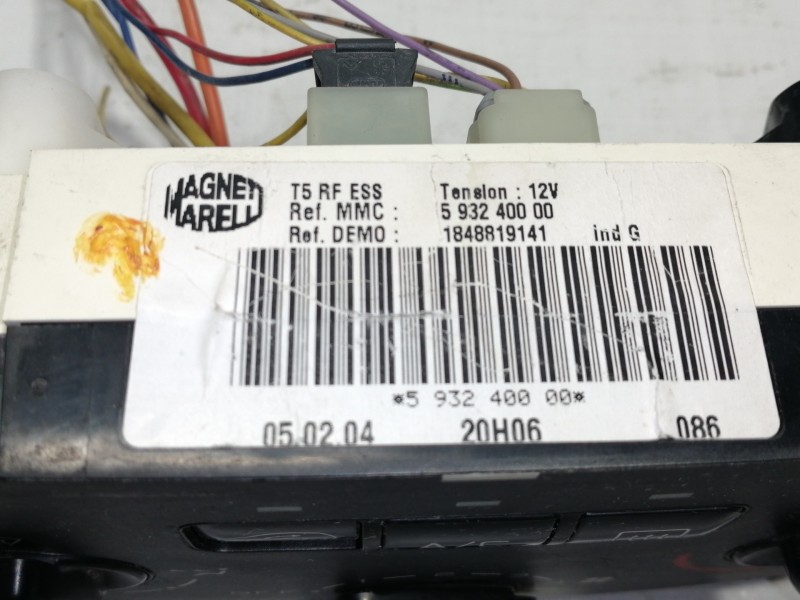 MAGNETI MARELLI
T5 RF ESS Tension : 12V
Ref. MMC : 5 932 400 00
Ref. DEMO : 1848819141 ind G
*5 932 400 00*
05.02.04 20H06 086
A/C